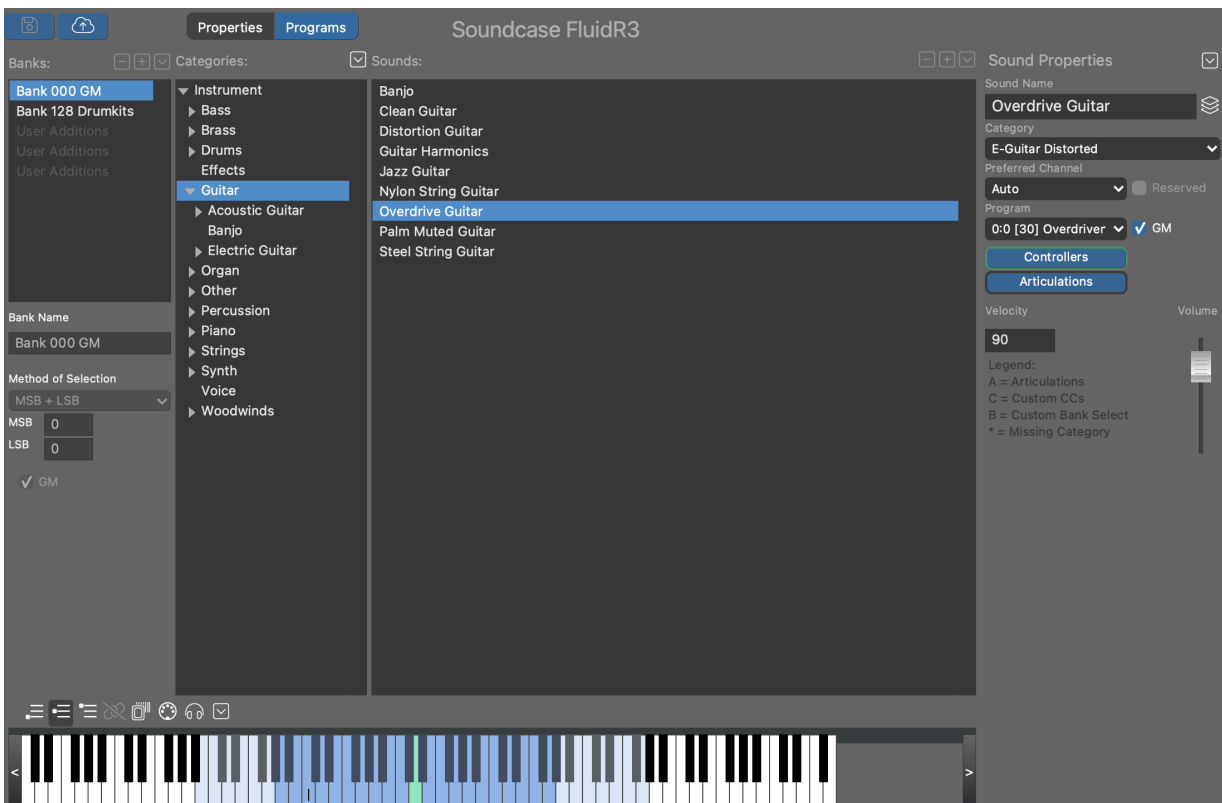 Properties
Programs
Soundcase FluidR3
Banks:
Bank 000 GM
Bank 128 Drumkits
User Additions
User Additions
User Additions
Bank Name
Bank 000 GM
Method of Selection
MSB + LSB
MSB 0
LSB 0
GM
Categories:
Instrument
Bass
Brass
Drums
Effects
Guitar
Acoustic Guitar
Banjo
Electric Guitar
Organ
Other
Percussion
Piano
Strings
Synth
Voice
Woodwinds
Sounds:
Banjo
Clean Guitar
Distortion Guitar
Guitar Harmonics
Jazz Guitar
Nylon String Guitar
Overdrive Guitar
Palm Muted Guitar
Steel String Guitar
Sound Properties
Sound Name
Overdrive Guitar
Category
E-Guitar Distorted
Preferred Channel
Auto
Reserved
Program
0:0 [30] Overdriver
GM
Controllers
Articulations
Velocity
Volume
90
Legend:
A = Articulations
C = Custom CCs
B = Custom Bank Select
* = Missing Category
<
>